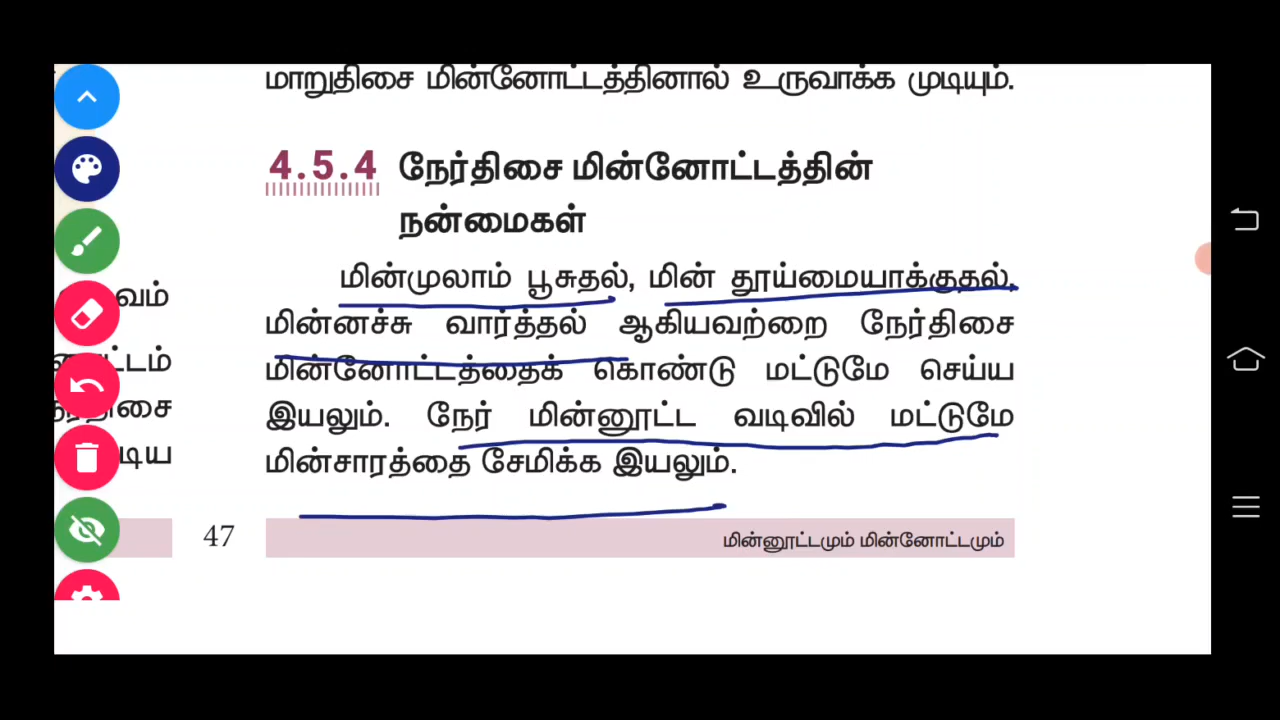 மாறுதிசை மின்னோட்டத்தினால் உருவாக்க முடியும்.
4.5.4 நேர்திசை மின்னோட்டத்தின்
நன்மைகள்
மின்முலாம் பூசுதல், மின் தூய்மையாக்குதல்,
மின்னச்சு வார்த்தல் ஆகியவற்றை நேர்திசை
மின்னோட்டத்தைக் கொண்டு மட்டுமே செய்ய
இயலும். நேர் மின்னூட்ட வடிவில் மட்டுமே
மின்சாரத்தை சேமிக்க இயலும்.
47
மின்னூட்டமும் மின்னோட்டமும்